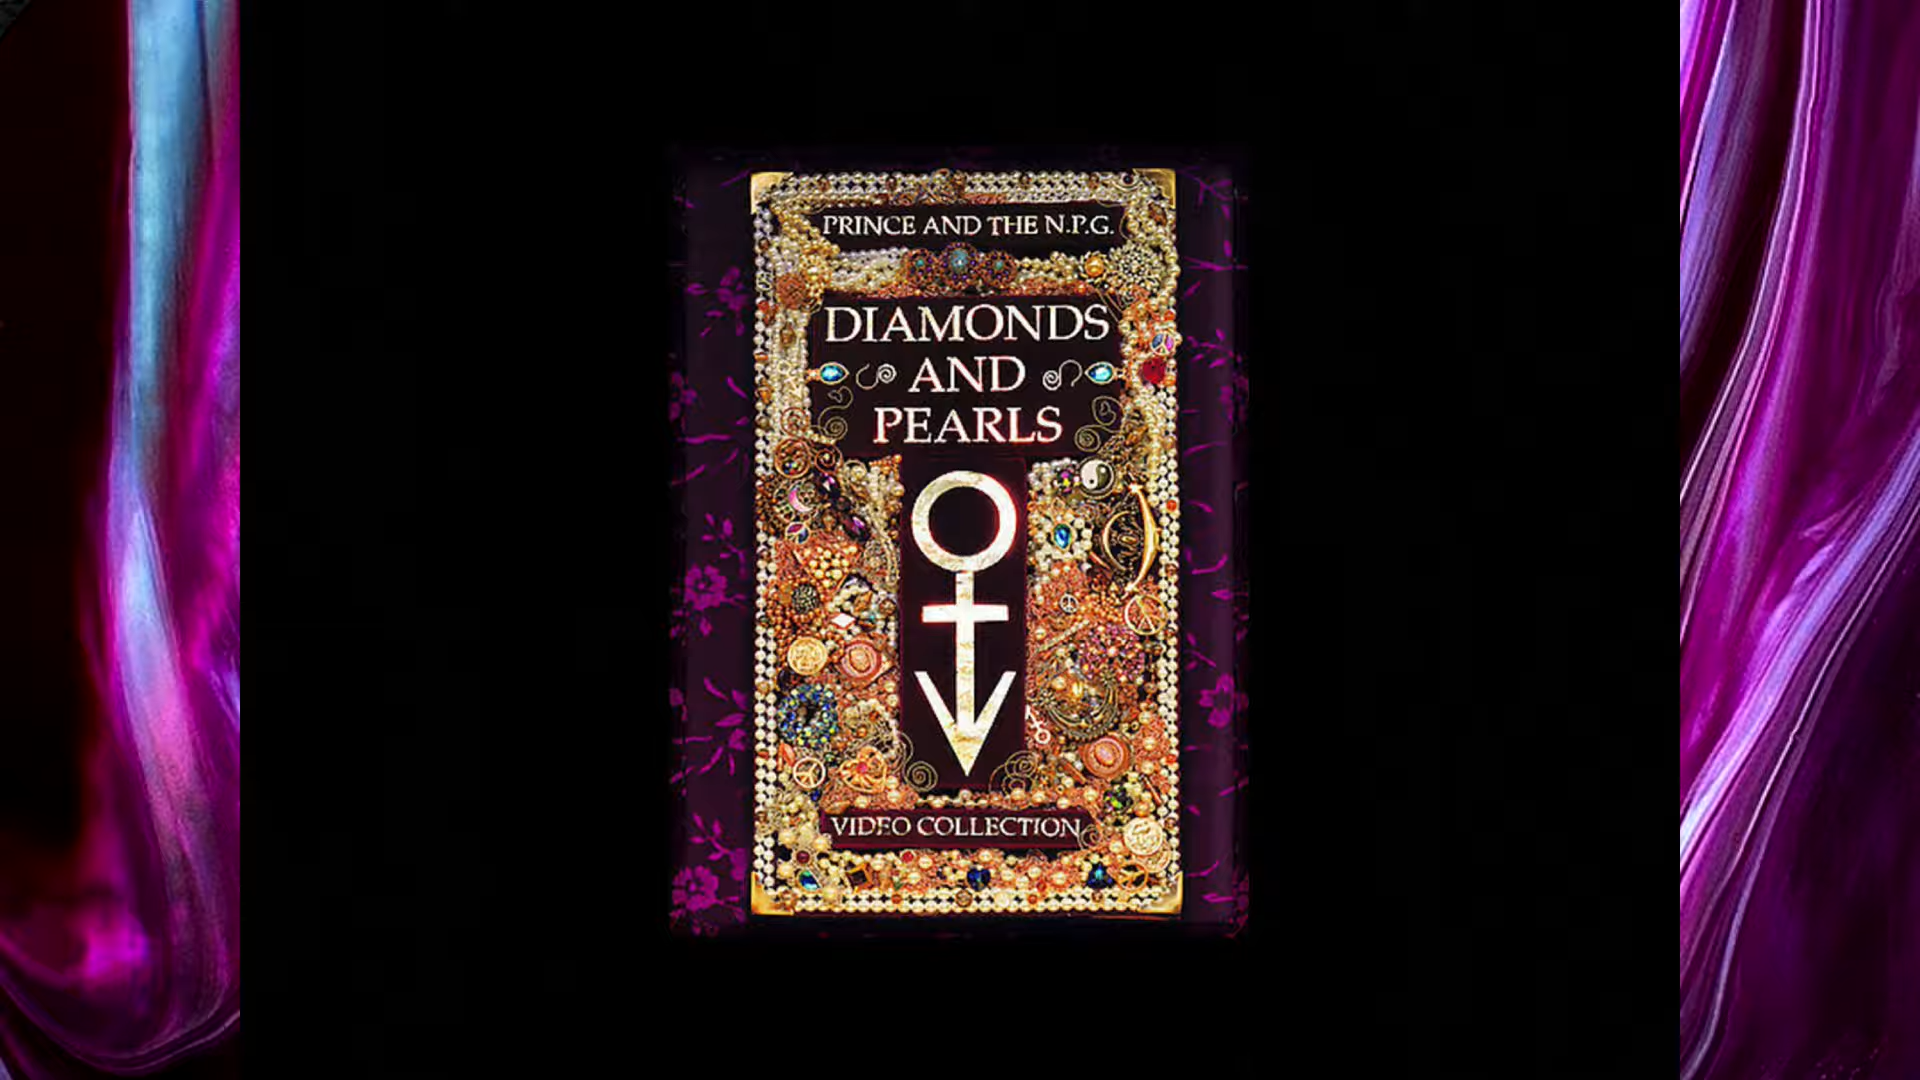 PRINCE AND THE N.P.G.
DIAMONDS
AND
PEARLS
VIDEO COLLECTION